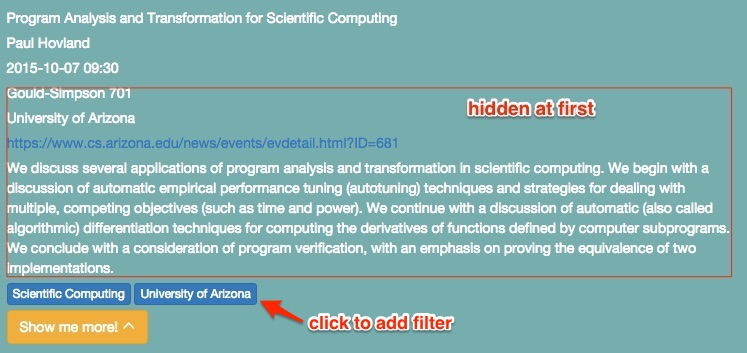 Program Analysis and Transformation for Scientific Computing
Paul Hovland
2015-10-07 09:30
Gould-Simpson 701
hidden at first
University of Arizona
https://www.cs.arizona.edu/news/events/evdetail.html?ID=681
We discuss several applications of program analysis and transformation in scientific computing. We begin with a
discussion of automatic empirical performance tuning (autotuning) techniques and strategies for dealing with
multiple, competing objectives (such as time and power). We continue with a discussion of automatic (also called
algorithmic) differentiation techniques for computing the derivatives of functions defined by computer subprograms.
We conclude with a consideration of program verification, with an emphasis on proving the equivalence of two
implementations.
Scientific Computing University of Arizona
click to add filter
Show me more!